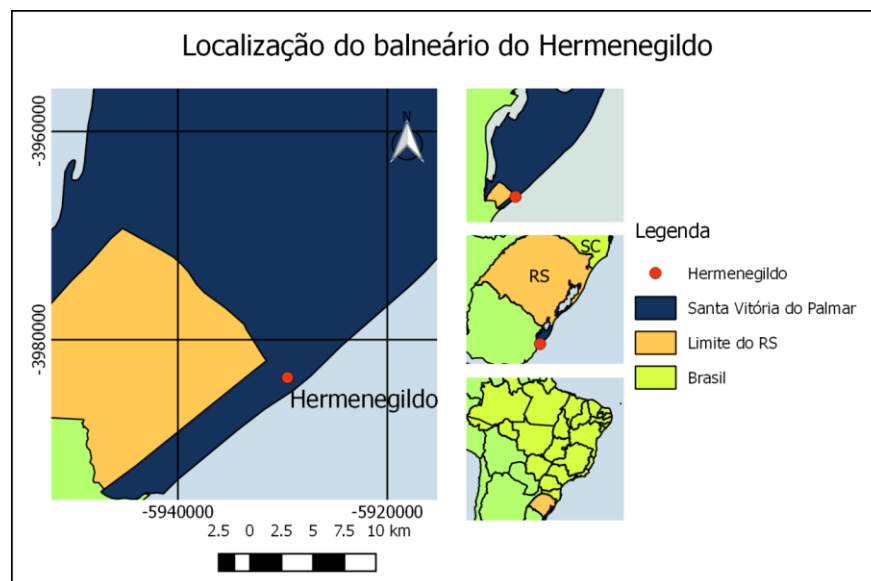 Localização do balneário do Hermenegildo
-3960000
-3980000
N
Hermenegildo
-5940000
-5920000
2.5 0 2.5 5 7.5 10 km
SC
RS
Legenda
Hermenegildo
Santa Vitória do Palmar
Limite do RS
Brasil